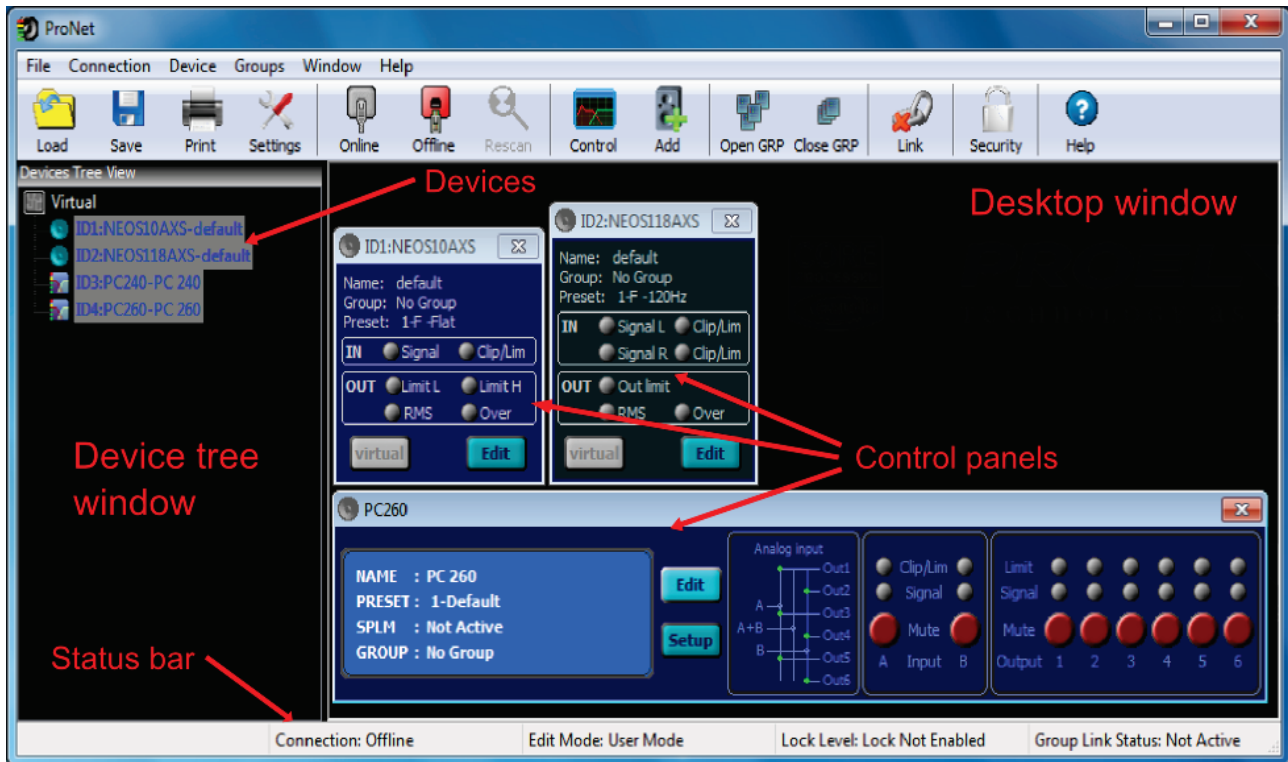 ProNet
File Connection Device Groups Window Help
Load Save Print Settings Online Offline Rescan Control Add Open GRP Close GRP Link Security Help
Devices Tree View
Virtual
ID1:NEOS10AXS-default
ID2:NEOS118AXS-default
ID3:PC240-PC 240
ID4:PC260-PC 260
Devices
Desktop window
Device tree
window
Status bar
ID1:NEOS10AXS
Name: default
Group: No Group
Preset: 1-F -Flat
IN Signal Clip/Lim
OUT Limit L Limit H
RMS Over
virtual Edit
ID2:NEOS118AXS
Name: default
Group: No Group
Preset: 1-F -120Hz
IN Signal L Clip/Lim
Signal R Clip/Lim
OUT Out limit
RMS Over
virtual Edit
Control panels
PC260
NAME : PC 260
PRESET : 1-Default
SPLM : Not Active
GROUP : No Group
Edit
Setup
Analog input
Out1
Out2
A Out3
A+B Out4
B Out5
Out6
Clip/Lim
Signal
Mute
A Input B
Limit
Signal
Mute
Output 1 2 3 4 5 6
Connection: Offline Edit Mode: User Mode Lock Level: Lock Not Enabled Group Link Status: Not Active